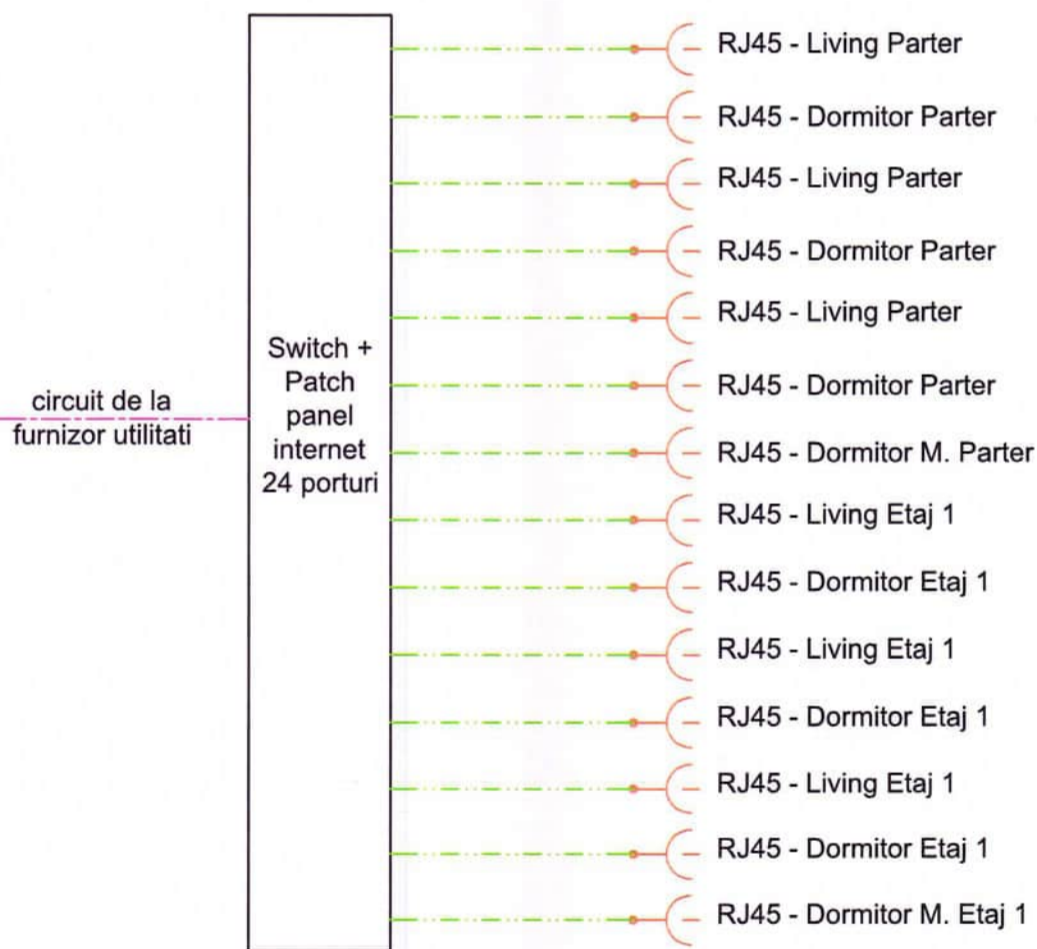 RJ45 - Living Parter
RJ45 - Dormitor Parter
RJ45 - Living Parter
RJ45 - Dormitor Parter
RJ45 - Living Parter
RJ45 - Dormitor Parter
RJ45 - Dormitor M. Parter
RJ45 - Living Etaj 1
RJ45 - Dormitor Etaj 1
RJ45 - Living Etaj 1
RJ45 - Dormitor Etaj 1
RJ45 - Living Etaj 1
RJ45 - Dormitor Etaj 1
RJ45 - Dormitor M. Etaj 1
Switch +
Patch
panel
internet
24 porturi
circuit de la
furnizor utilitati